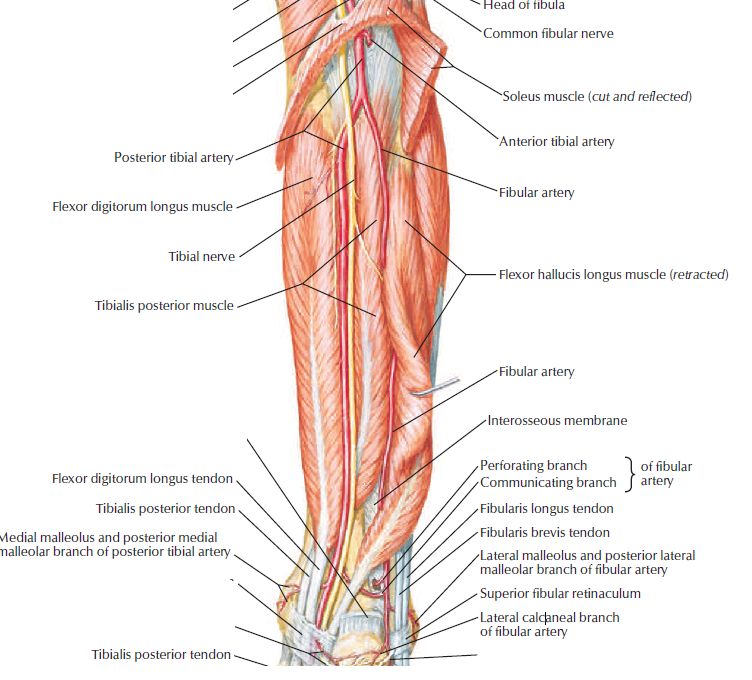 Head of fibula
Common fibular nerve
Soleus muscle (cut and reflected)
Anterior tibial artery
Posterior tibial artery
Fibular artery
Flexor digitorum longus muscle
Tibial nerve
Flexor hallucis longus muscle (retracted)
Tibialis posterior muscle
Fibular artery
Interosseous membrane
Perforating branch
Communicating branch
of fibular
artery
Flexor digitorum longus tendon
Tibialis posterior tendon
Fibularis longus tendon
Fibularis brevis tendon
Medial malleolus and posterior medial
malleolar branch of posterior tibial artery
Lateral malleolus and posterior lateral
malleolar branch of fibular artery
Superior fibular retinaculum
Lateral calcaneal branch
of fibular artery
Tibialis posterior tendon